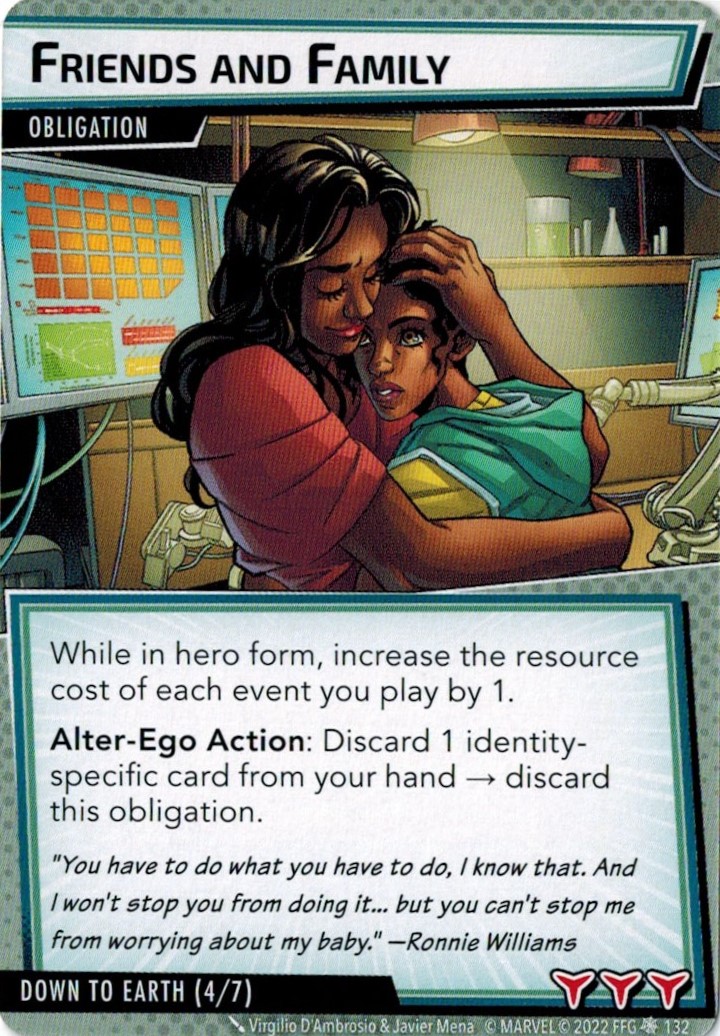 FRIENDS AND FAMILY
OBLIGATION
While in hero form, increase the resource
cost of each event you play by 1.
Alter-Ego Action: Discard 1 identity-
specific card from your hand → discard
this obligation.
"You have to do what you have to do, I know that. And
I won't stop you from doing it... but you can't stop me
from worrying about my baby." —Ronnie Williams
DOWN TO EARTH (4/7)
Virgilio D'Ambrosio & Javier Mena © MARVEL © 2022 FFG 132